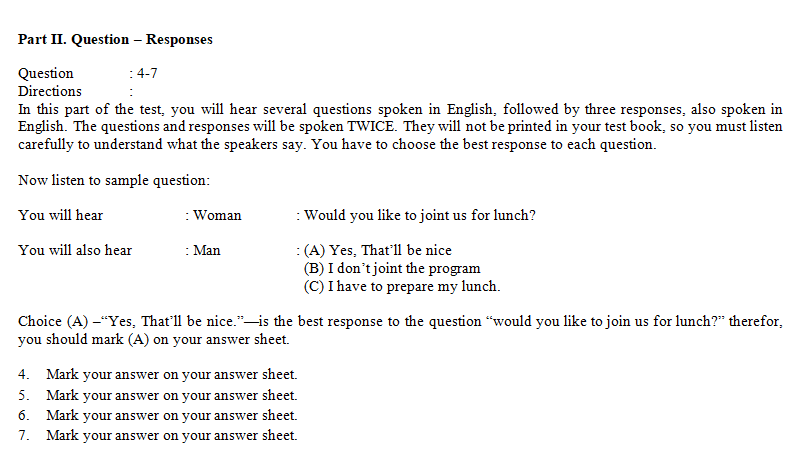 Part II. Question – Responses
Question : 4-7
Directions :
In this part of the test, you will hear several questions spoken in English, followed by three responses, also spoken in
English. The questions and responses will be spoken TWICE. They will not be printed in your test book, so you must listen
carefully to understand what the speakers say. You have to choose the best response to each question.
Now listen to sample question:
You will hear : Woman : Would you like to joint us for lunch?
You will also hear : Man : (A) Yes, That’ll be nice
(B) I don’t joint the program
(C) I have to prepare my lunch.
Choice (A) –“Yes, That’ll be nice.”—is the best response to the question “would you like to join us for lunch?” therefor,
you should mark (A) on your answer sheet.
4. Mark your answer on your answer sheet.
5. Mark your answer on your answer sheet.
6. Mark your answer on your answer sheet.
7. Mark your answer on your answer sheet.